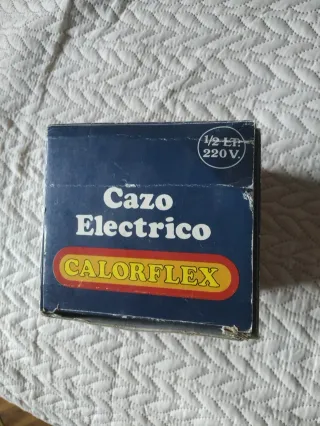 1/2 LT.
220 V.
Cazo
Electrico
CALORFLEX